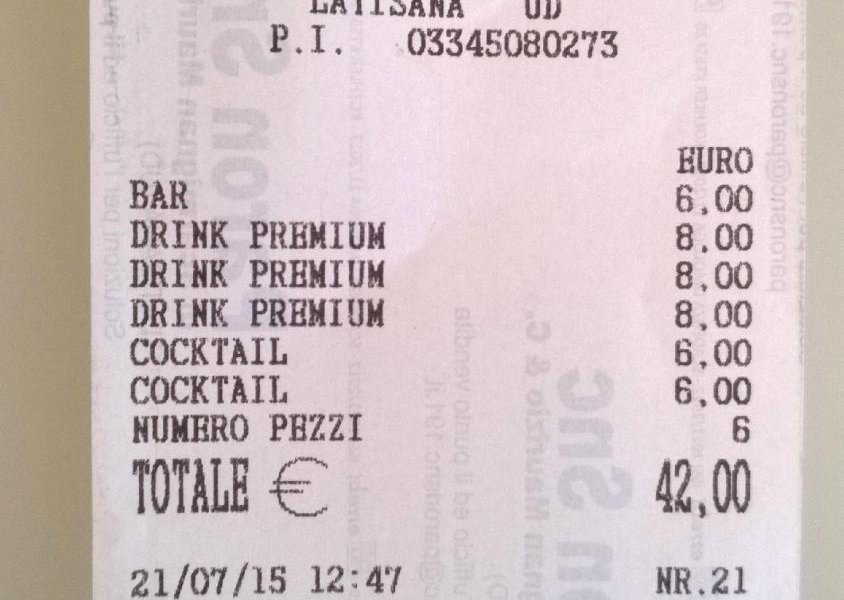 LATISANA UD
P.I. 03345080273
EURO
BAR 6,00
DRINK PREMIUM 8,00
DRINK PREMIUM 8,00
DRINK PREMIUM 8,00
COCKTAIL 6,00
COCKTAIL 6,00
NUMERO PEZZI 6
TOTALE € 42,00
21/07/15 12:47 NR.21